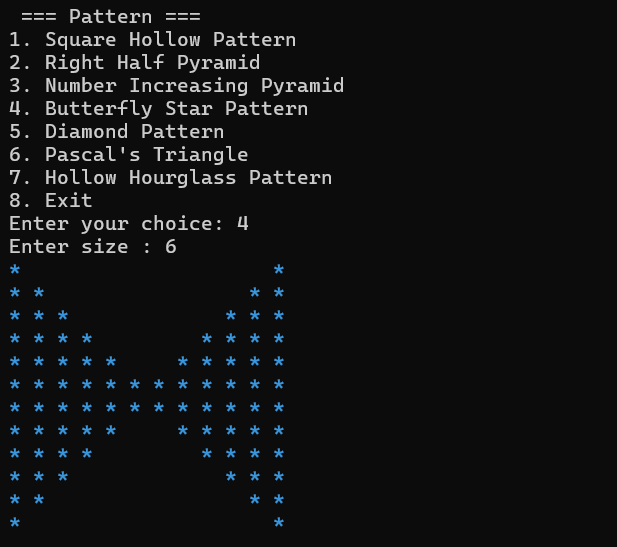 === Pattern ===
1. Square Hollow Pattern
2. Right Half Pyramid
3. Number Increasing Pyramid
4. Butterfly Star Pattern
5. Diamond Pattern
6. Pascal's Triangle
7. Hollow Hourglass Pattern
8. Exit
Enter your choice: 4
Enter size : 6
*                     *
* *                 * *
* * *             * * *
* * * *         * * * *
* * * * *     * * * * *
* * * * * * * * * * * *
* * * * * * * * * * * *
* * * * *     * * * * *
* * * *         * * * *
* * *             * * *
* *                 * *
*                     *